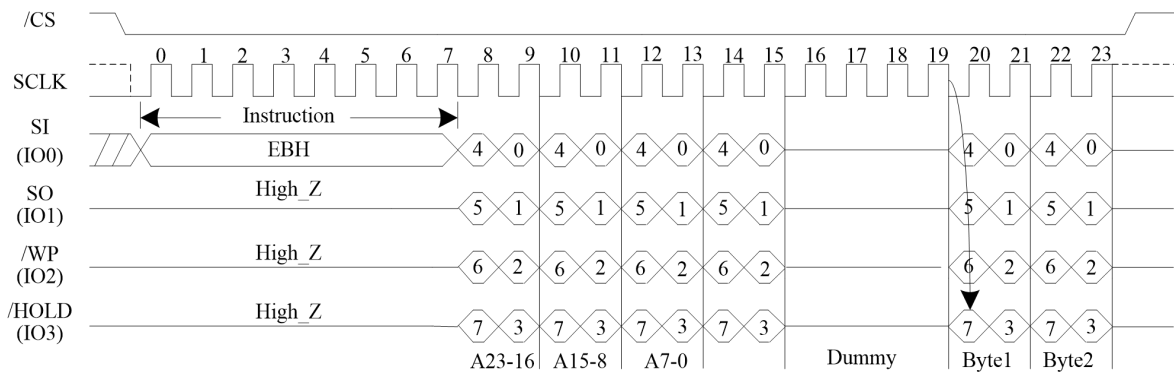 /CS
0 1 2 3 4 5 6 7 8 9 10 11 12 13 14 15 16 17 18 19 20 21 22 23
SCLK
Instruction
SI
(IO0)
EBH
4 0 4 0 4 0 4 0 4 0 4 0
SO
(IO1)
High_Z
5 1 5 1 5 1 5 1 5 1 5 1
/WP
(IO2)
High_Z
6 2 6 2 6 2 6 2 6 2 6 2
/HOLD
(IO3)
High_Z
7 3 7 3 7 3 7 3 7 3 7 3
A23-16 A15-8 A7-0 Dummy Byte1 Byte2